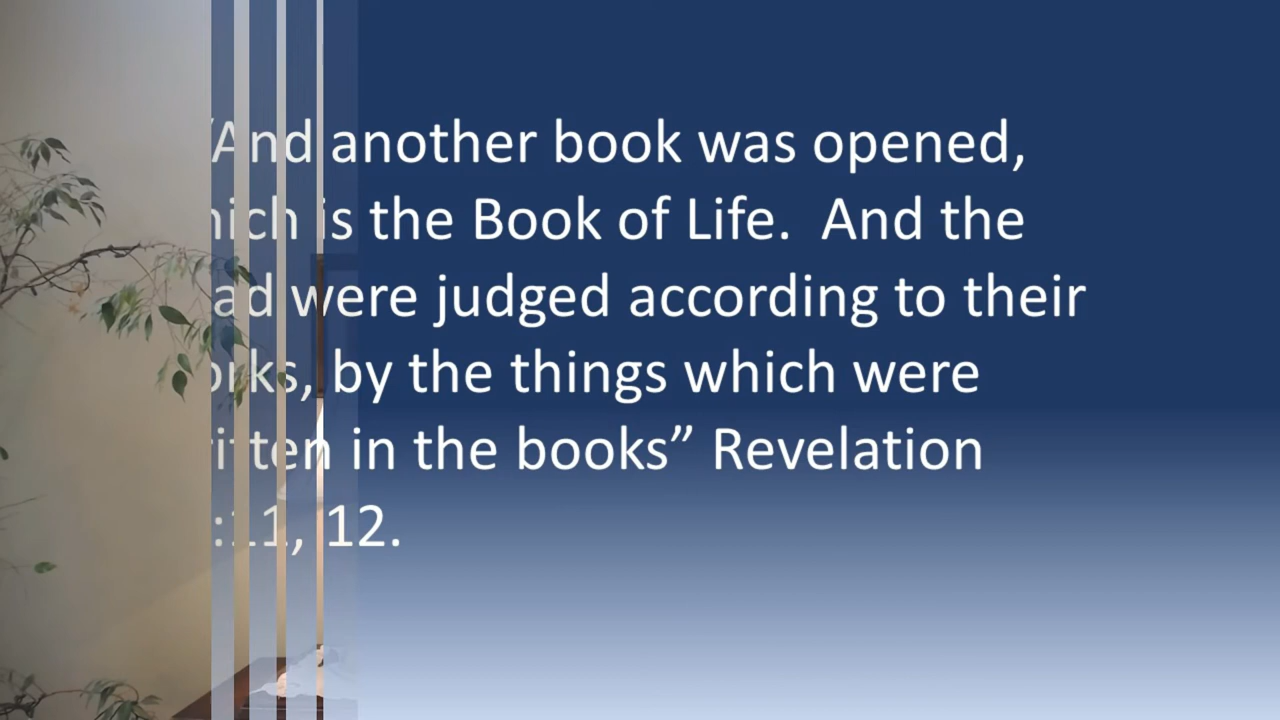 “And another book was opened,
is the Book of Life. And the
were judged according to their
by the things which were
in the books” Revelation
12.